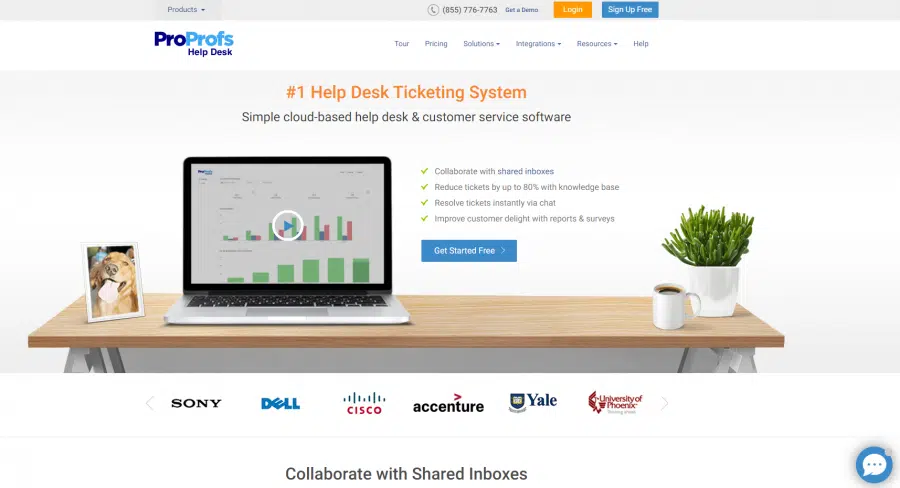 Products
(855) 776-7763 Get a Demo Login Sign Up Free
ProProfs
Help Desk
Tour Pricing Solutions Integrations Resources Help
#1 Help Desk Ticketing System
Simple cloud-based help desk & customer service software
Collaborate with shared inboxes
Reduce tickets by up to 80% with knowledge base
Resolve tickets instantly via chat
Improve customer delight with reports & surveys
Get Started Free
SONY DELL CISCO accenture Yale University of Phoenix
Collaborate with Shared Inboxes